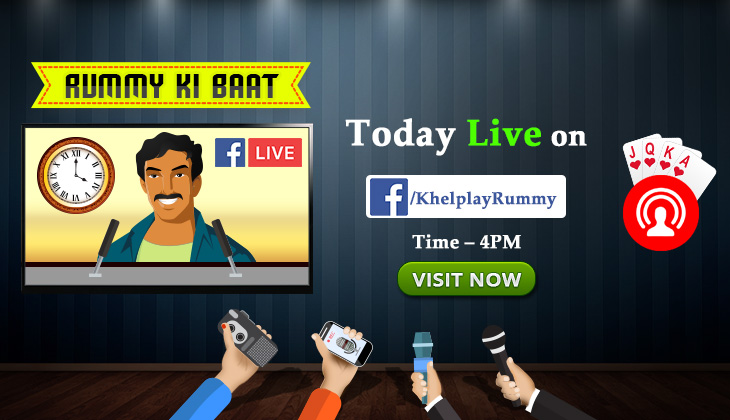 RUMMY KI BAAT
f LIVE
Today Live on
f/KhelplayRummy
Time – 4PM
VISIT NOW
J Q K A